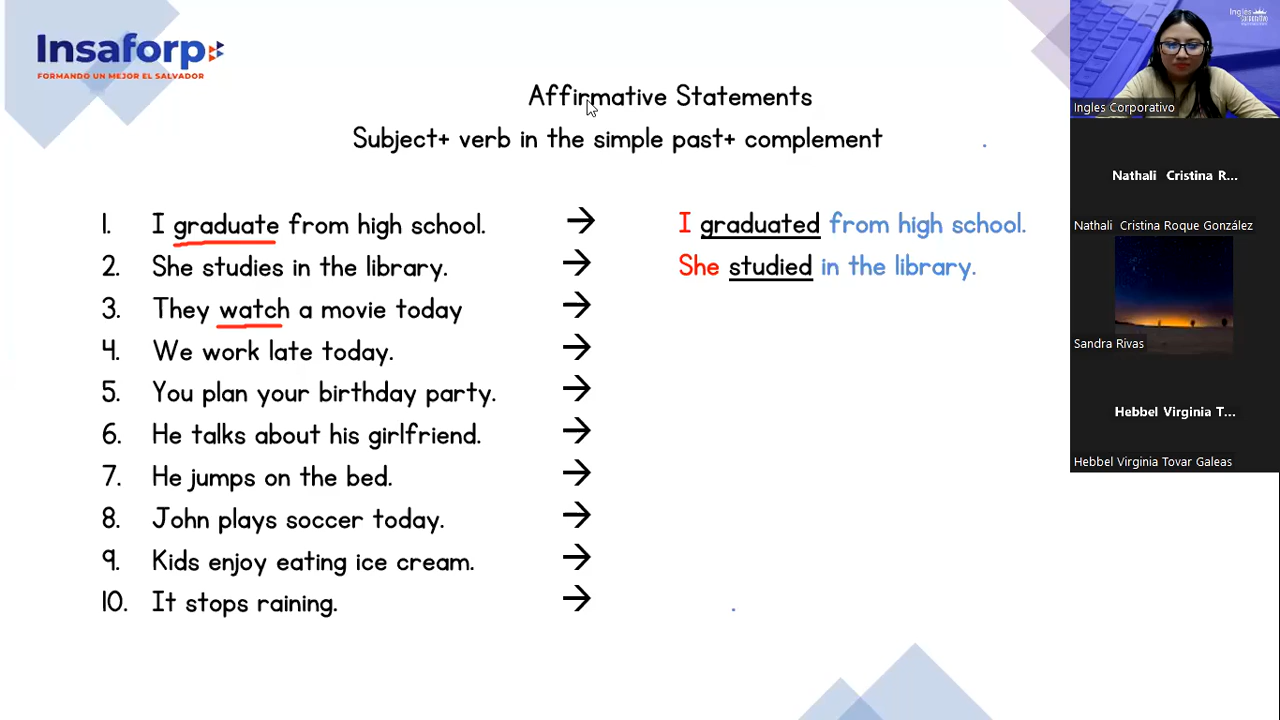 Insaforp
FORMANDO UN MEJOR EL SALVADOR
Affirmative Statements
Subject+ verb in the simple past+ complement
1. I graduate from high school. → I graduated from high school.
2. She studies in the library. → She studied in the library.
3. They watch a movie today →
4. We work late today. →
5. You plan your birthday party. →
6. He talks about his girlfriend. →
7. He jumps on the bed. →
8. John plays soccer today. →
9. Kids enjoy eating ice cream. →
10. It stops raining. →
Ingles
Ingles Corporativo
Nathali Cristina R...
Nathali Cristina Roque González
Sandra Rivas
Hebbel Virginia T...
Hebbel Virginia Tovar Galeas